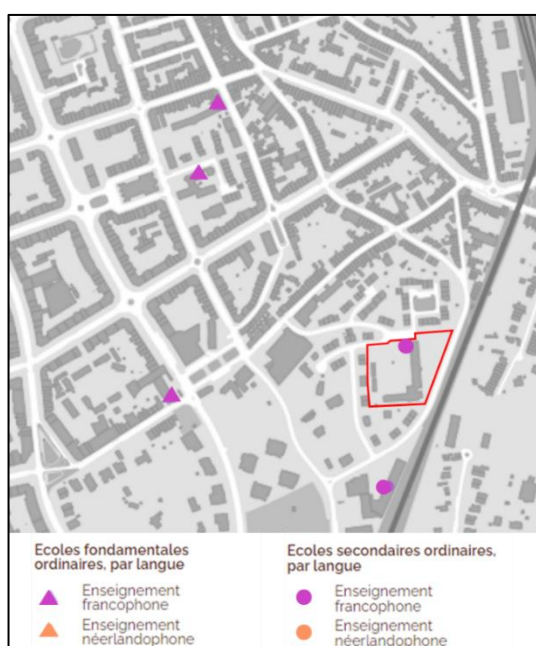 Ecoles fondamentales
ordinaires, par langue
Enseignement
francophone
Enseignement
néerlandophone
Ecoles secondaires ordinaires,
par langue
Enseignement
francophone
Enseignement
néerlandophone